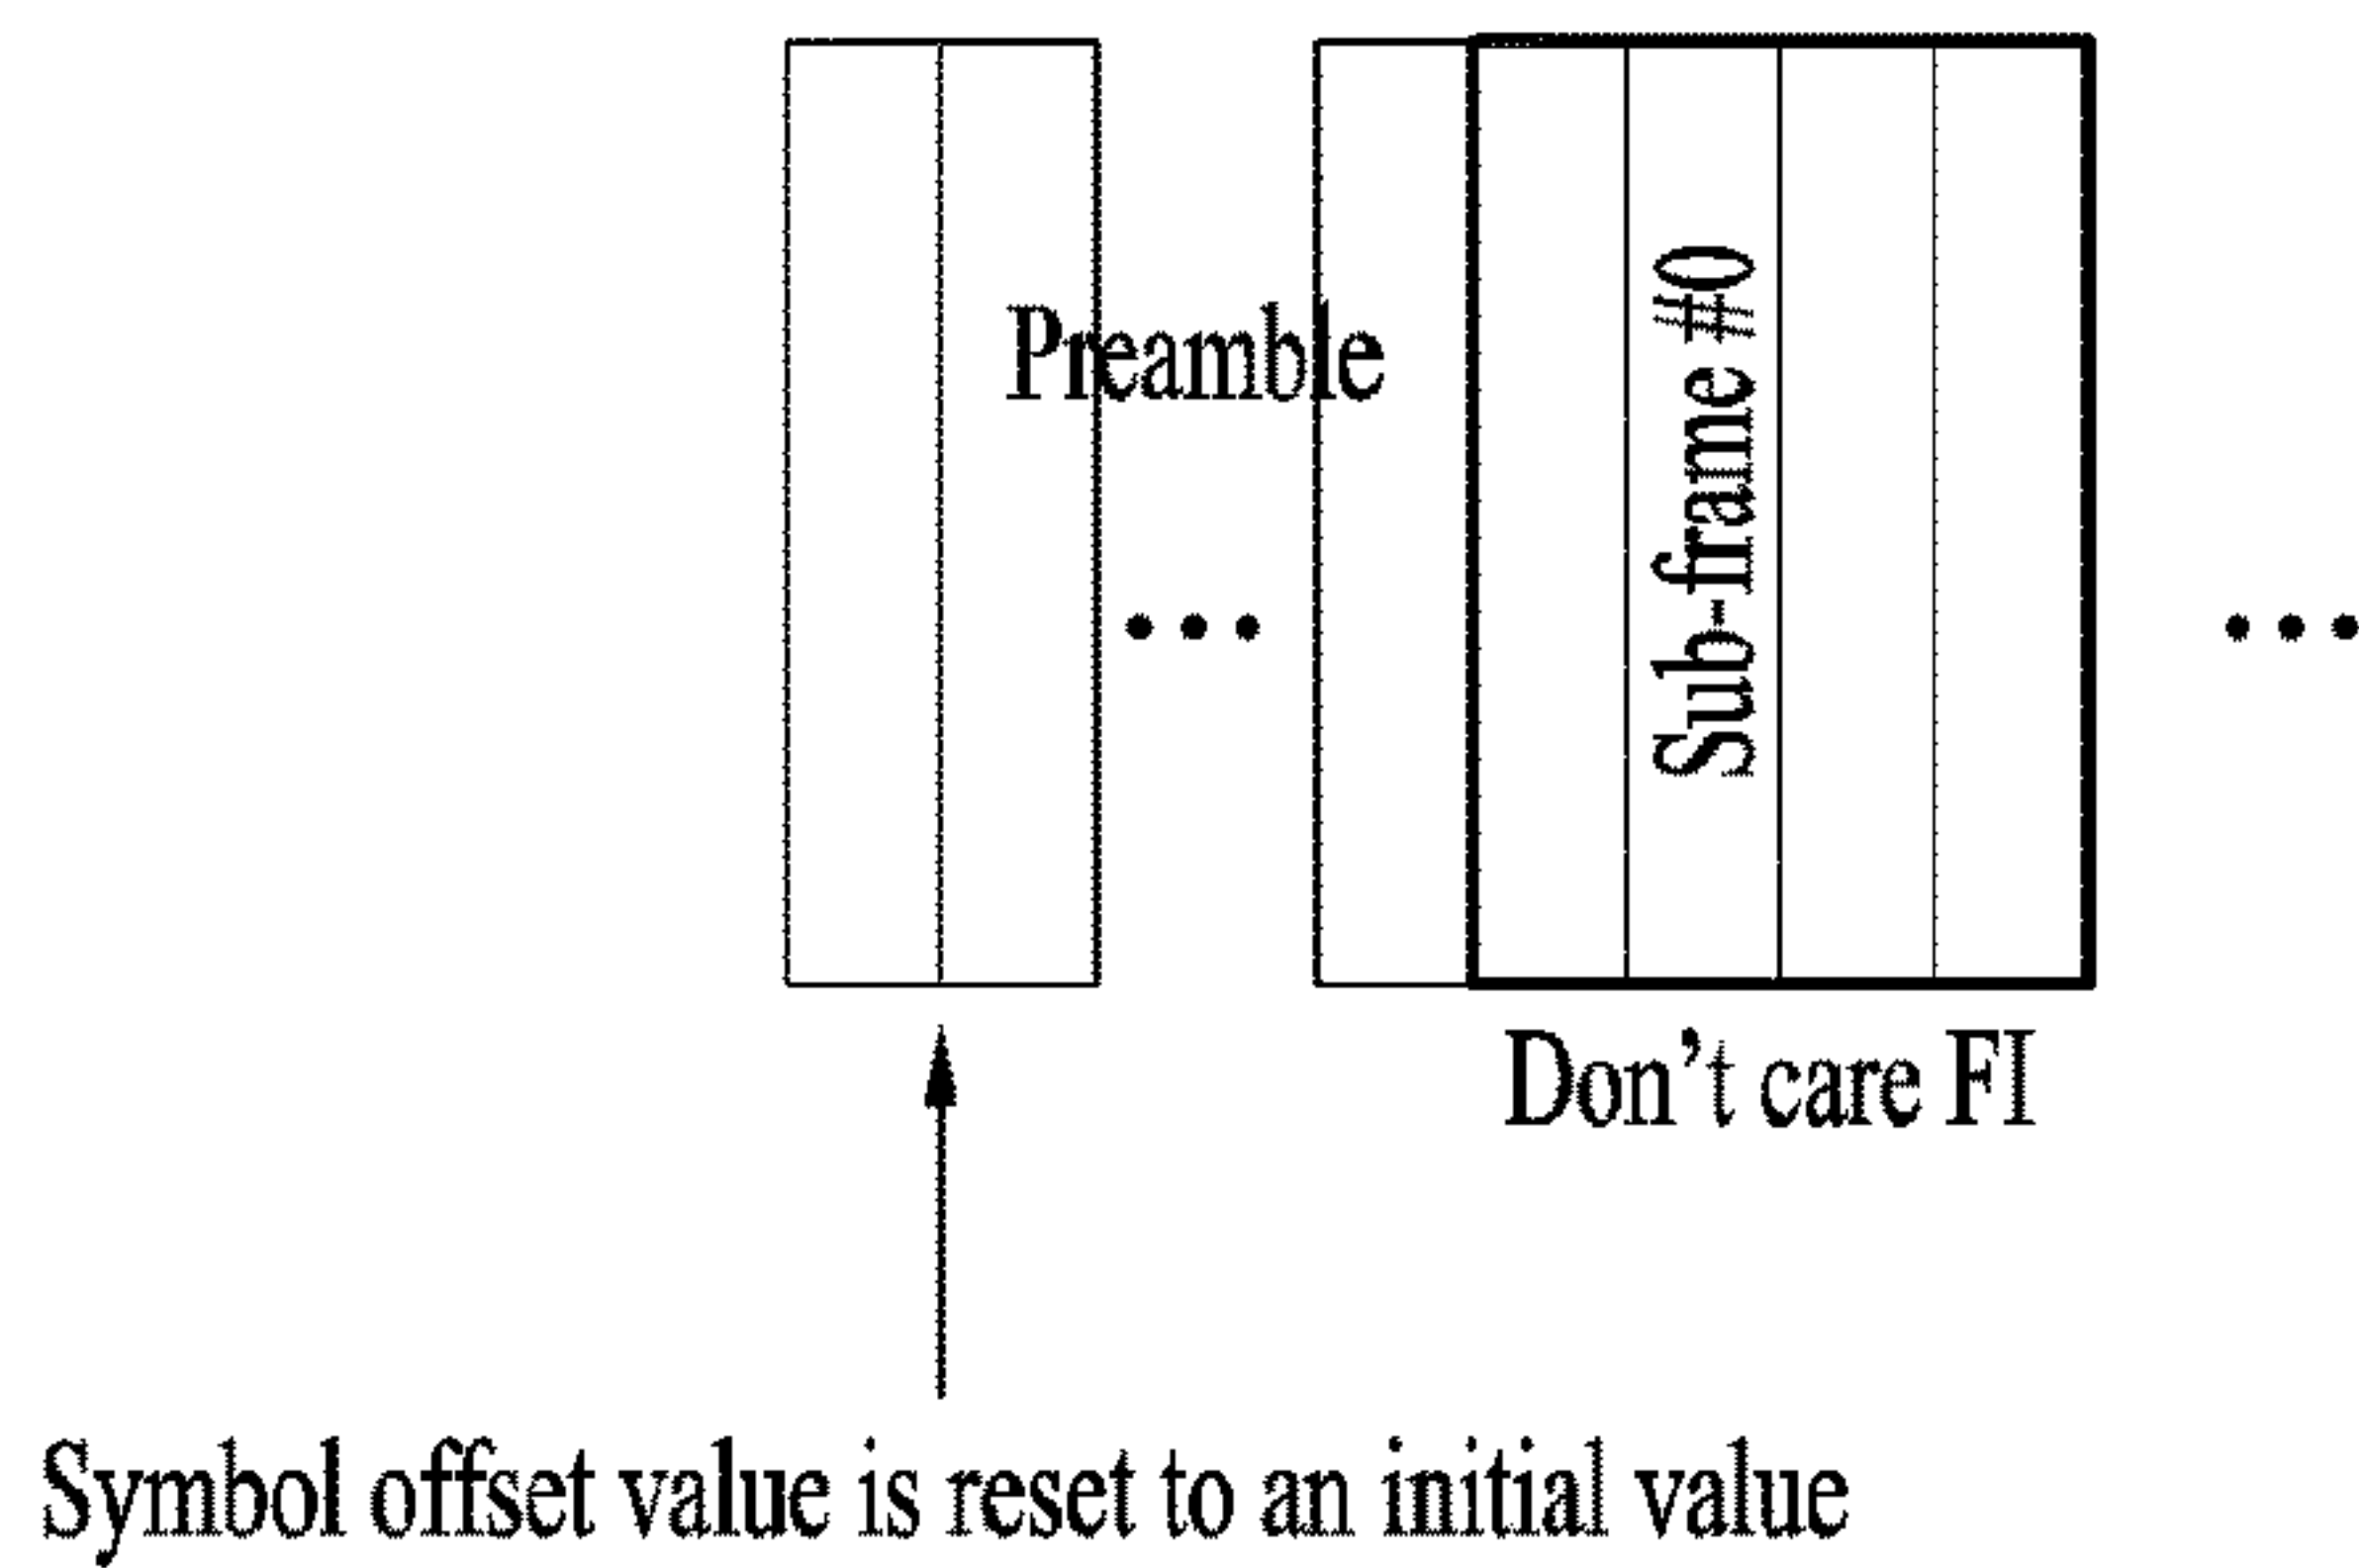 Preamble
Sub-frame #0
Don't care FI
Symbol offset value is reset to an initial value